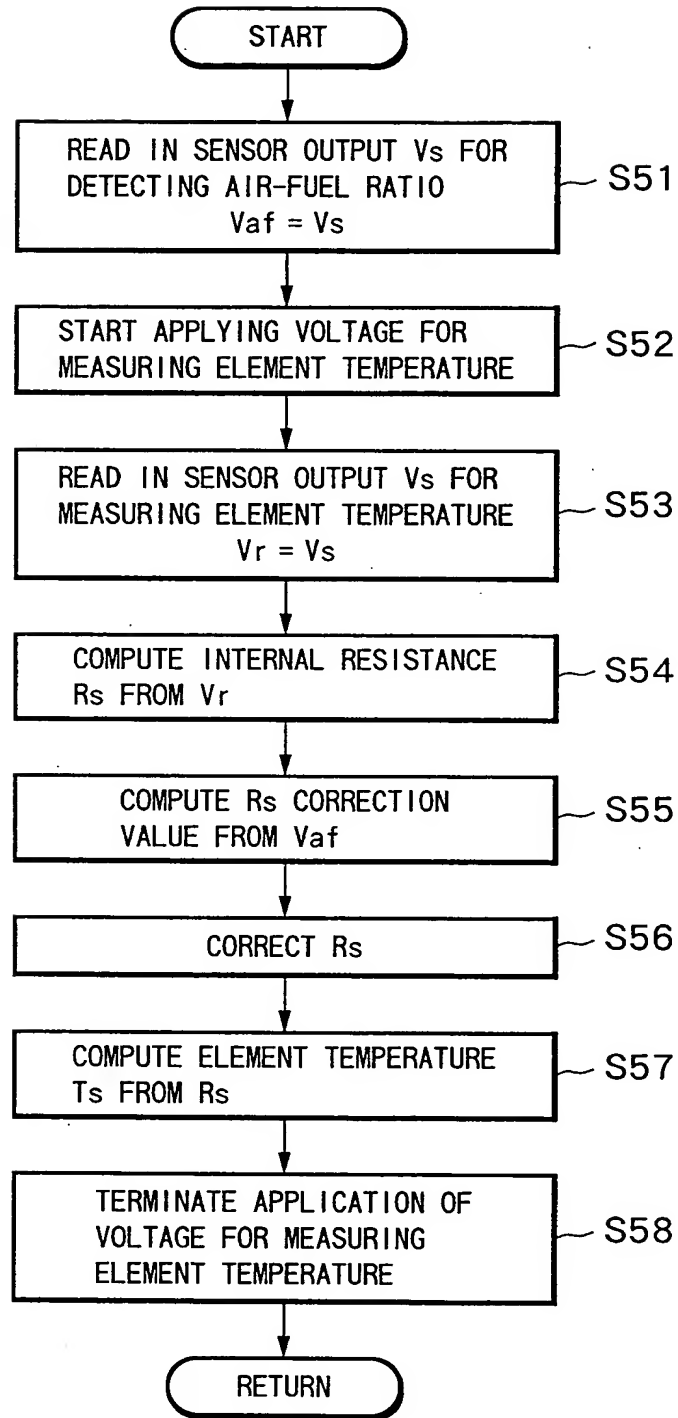 START
READ IN SENSOR OUTPUT Vs FOR
DETECTING AIR-FUEL RATIO
Vaf = Vs
S51
START APPLYING VOLTAGE FOR
MEASURING ELEMENT TEMPERATURE
S52
READ IN SENSOR OUTPUT Vs FOR
MEASURING ELEMENT TEMPERATURE
Vr = Vs
S53
COMPUTE INTERNAL RESISTANCE
Rs FROM Vr
S54
COMPUTE Rs CORRECTION
VALUE FROM Vaf
S55
CORRECT Rs
S56
COMPUTE ELEMENT TEMPERATURE
Ts FROM Rs
S57
TERMINATE APPLICATION OF
VOLTAGE FOR MEASURING
ELEMENT TEMPERATURE
S58
RETURN